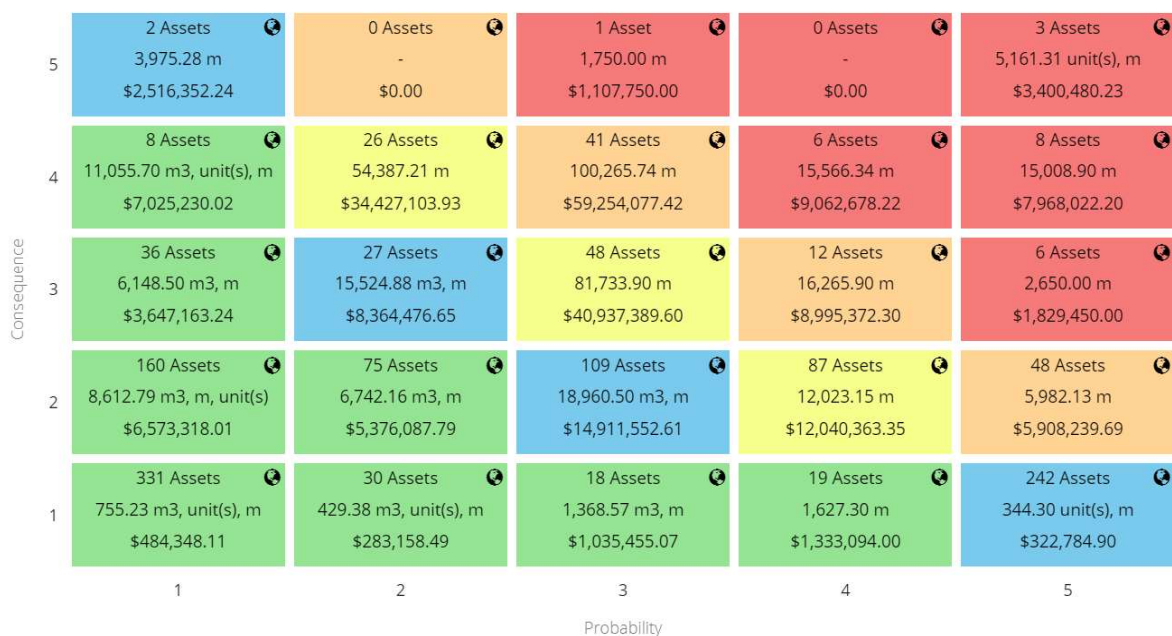 Consequence
5
2 Assets
3,975.28 m
$2,516,352.24
0 Assets
-
$0.00
1 Asset
1,750.00 m
$1,107,750.00
0 Assets
-
$0.00
3 Assets
5,161.31 unit(s), m
$3,400,480.23
4
8 Assets
11,055.70 m3, unit(s), m
$7,025,230.02
26 Assets
54,387.21 m
$34,427,103.93
41 Assets
100,265.74 m
$59,254,077.42
6 Assets
15,566.34 m
$9,062,678.22
8 Assets
15,008.90 m
$7,968,022.20
3
36 Assets
6,148.50 m3, m
$3,647,163.24
27 Assets
15,524.88 m3, m
$8,364,476.65
48 Assets
81,733.90 m
$40,937,389.60
12 Assets
16,265.90 m
$8,995,372.30
6 Assets
2,650.00 m
$1,829,450.00
2
160 Assets
8,612.79 m3, m, unit(s)
$6,573,318.01
75 Assets
6,742.16 m3, m
$5,376,087.79
109 Assets
18,960.50 m3, m
$14,911,552.61
87 Assets
12,023.15 m
$12,040,363.35
48 Assets
5,982.13 m
$5,908,239.69
1
331 Assets
755.23 m3, unit(s), m
$484,348.11
30 Assets
429.38 m3, unit(s), m
$283,158.49
18 Assets
1,368.57 m3, m
$1,035,455.07
19 Assets
1,627.30 m
$1,333,094.00
242 Assets
344.30 unit(s), m
$322,784.90
1
2
3
4
5
Probability